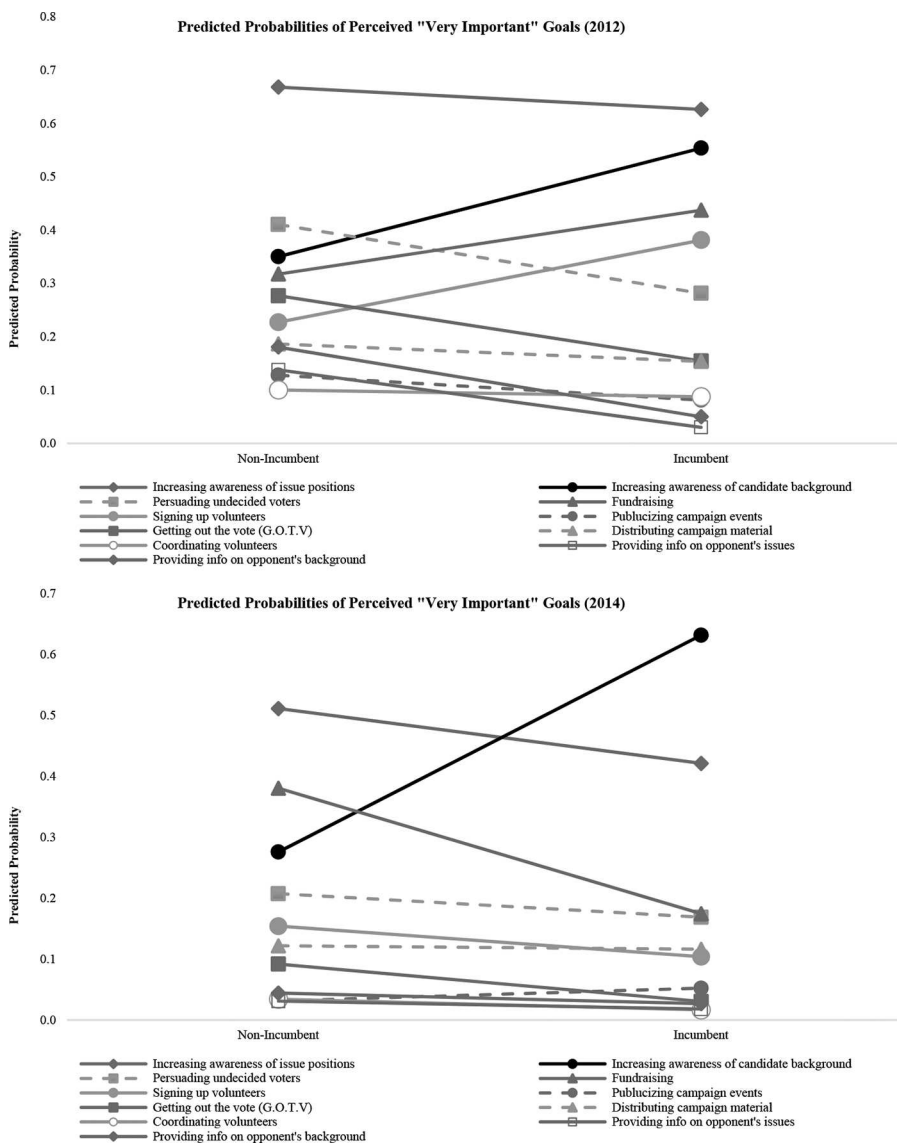 Predicted Probabilities of Perceived "Very Important" Goals (2012)
0.8
0.7
0.6
0.5
0.4
0.3
0.2
0.1
0.0
Predicted Probability
Non-Incumbent Incumbent
Increasing awareness of issue positions Increasing awareness of candidate background
Persuading undecided voters Fundraising
Signing up volunteers Publucizing campaign events
Getting out the vote (G.O.T.V) Distributing campaign material
Coordinating volunteers Providing info on opponent's issues
Providing info on opponent's background
Predicted Probabilities of Perceived "Very Important" Goals (2014)
0.7
0.6
0.5
0.4
0.3
0.2
0.1
0.0
Predicted Probability
Non-Incumbent Incumbent
Increasing awareness of issue positions Increasing awareness of candidate background
Persuading undecided voters Fundraising
Signing up volunteers Publucizing campaign events
Getting out the vote (G.O.T.V) Distributing campaign material
Coordinating volunteers Providing info on opponent's issues
Providing info on opponent's background